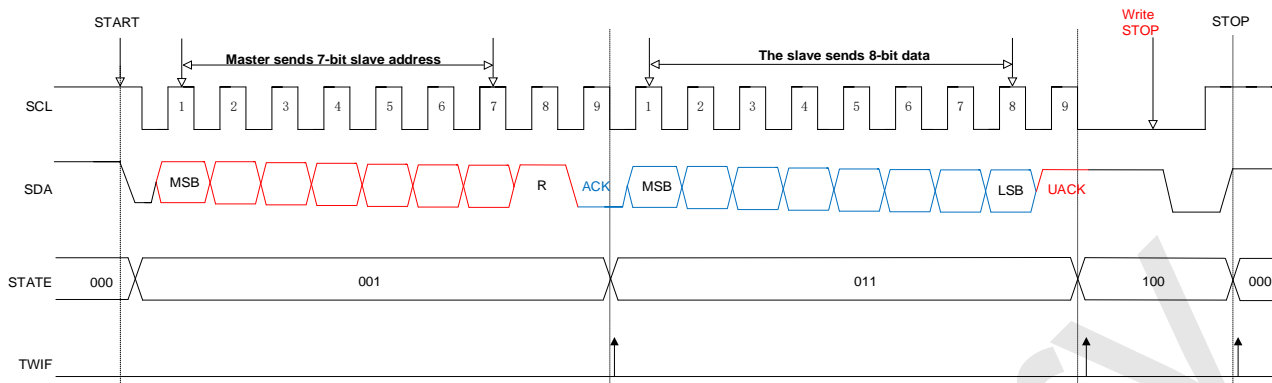 START
Write
STOP
STOP
Master sends 7-bit slave address
The slave sends 8-bit data
SCL
1 2 3 4 5 6 7 8 9 1 2 3 4 5 6 7 8 9
SDA
MSB R ACK MSB LSB UACK
STATE
000 001 011 100 000
TWIF